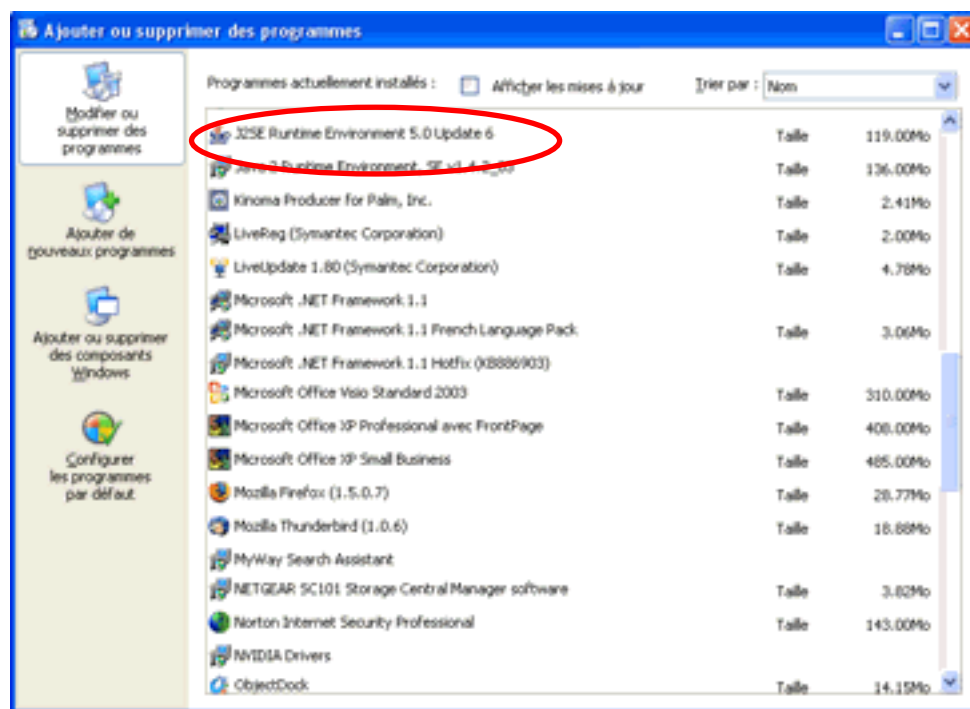 Ajouter ou supprimer des programmes
Modifier ou
supprimer des
programmes
Ajouter de
nouveaux programmes
Ajouter ou supprimer
des composants
Windows
Configurer
les programmes
par défaut
Programmes actuellement installés : Afficher les mises à jour Trier par : Nom
J2SE Runtime Environment 5.0 Update 6 Taille 119.00Mo
Java 2 Runtime Environment, SE v1.4.2_03 Taille 136.00Mo
Kinoma Producer for Palm, Inc. Taille 2.41Mo
LiveReg (Symantec Corporation) Taille 2.00Mo
LiveUpdate 1.80 (Symantec Corporation) Taille 4.78Mo
Microsoft .NET Framework 1.1
Microsoft .NET Framework 1.1 French Language Pack Taille 3.06Mo
Microsoft .NET Framework 1.1 Hotfix (KB886903)
Microsoft Office Visio Standard 2003 Taille 310.00Mo
Microsoft Office XP Professional avec FrontPage Taille 408.00Mo
Microsoft Office XP Small Business Taille 485.00Mo
Mozilla Firefox (1.5.0.7) Taille 28.77Mo
Mozilla Thunderbird (1.0.6) Taille 18.88Mo
MyWay Search Assistant
NETGEAR SC101 Storage Central Manager software Taille 3.82Mo
Norton Internet Security Professional Taille 143.00Mo
NVIDIA Drivers
ObjectDock Taille 14.15Mo